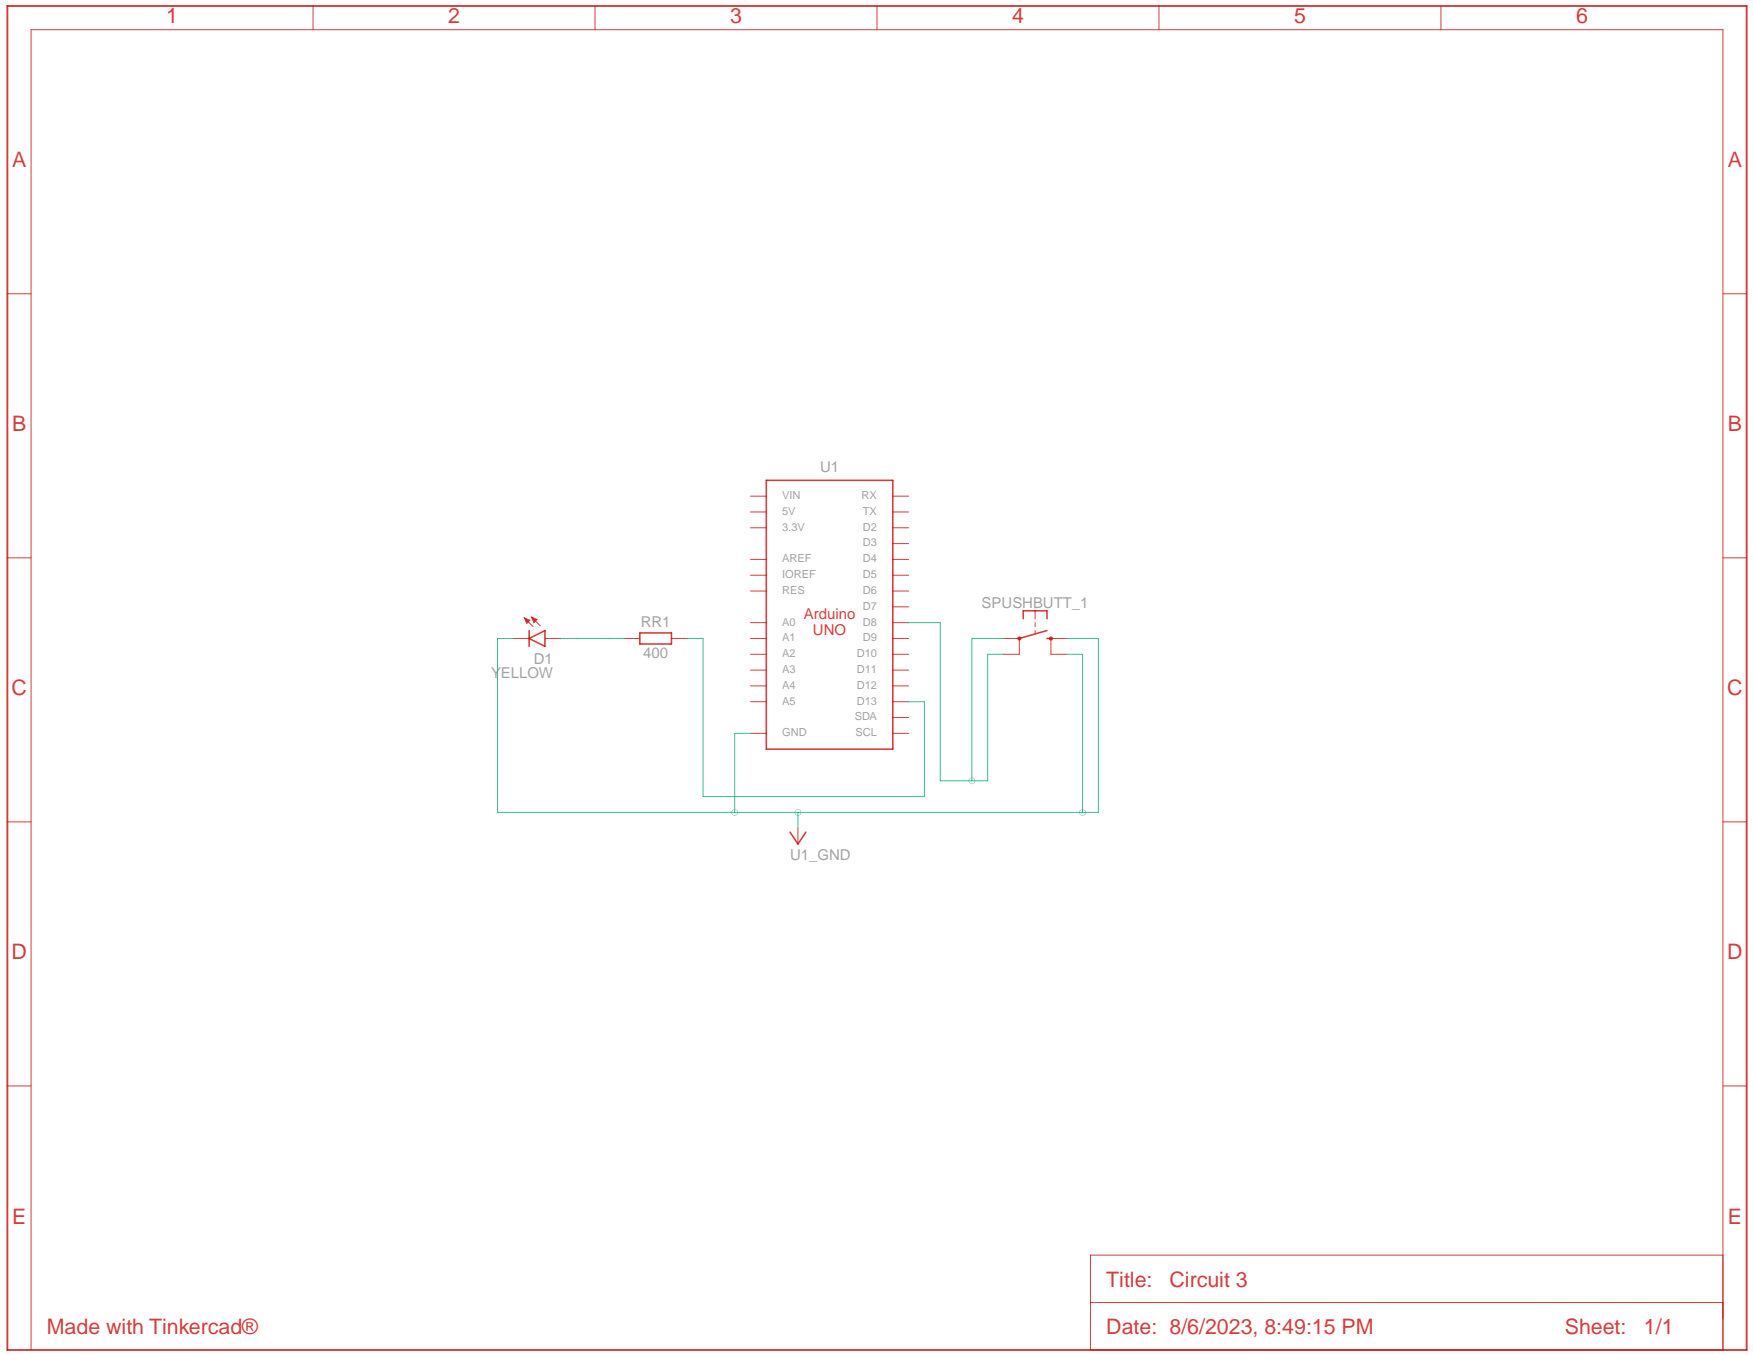 1 2 3 4 5 6
A A
B B
U1
VIN RX
5V TX
3.3V D2
D3
AREF D4
IOREF D5
RES D6
D7
A0 D8
A1 D9
A2 D10
A3 D11
A4 D12
A5 D13
SDA
GND SCL
Arduino
UNO
SPUSHBUTT_1
RR1
400
D1
YELLOW
C C
U1_GND
D D
E E
Title: Circuit 3
Made with Tinkercad®
Date: 8/6/2023, 8:49:15 PM Sheet: 1/1